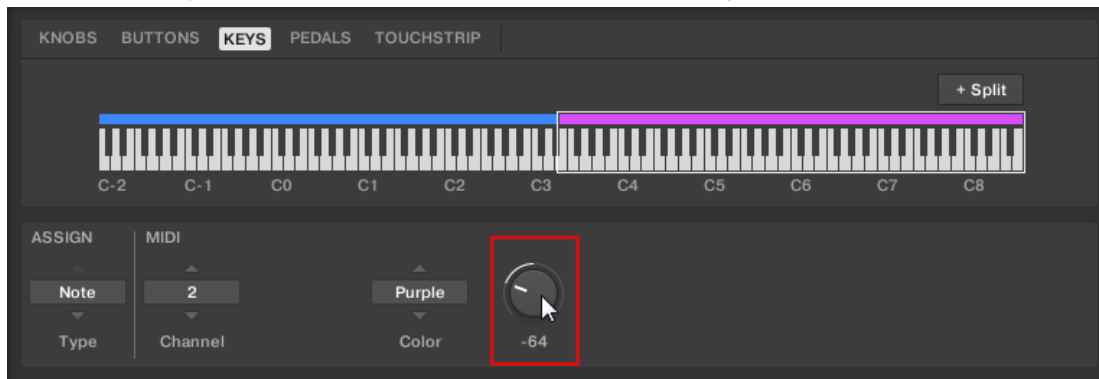 KNOBS BUTTONS KEYS PEDALS TOUCHSTRIP
+ Split
C-2 C-1 C0 C1 C2 C3 C4 C5 C6 C7 C8
ASSIGN MIDI
Note 2 Purple
Type Channel Color -64